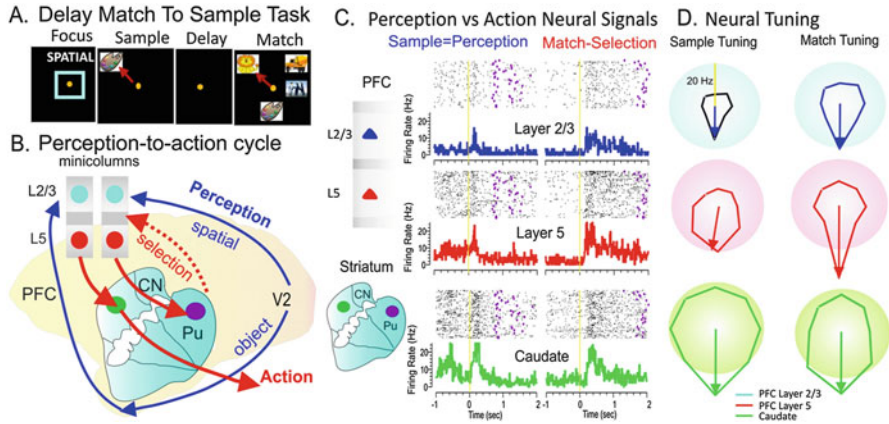 A. Delay Match To Sample Task
Focus Sample Delay Match
SPATIAL
B. Perception-to-action cycle
minicolumns
L2/3
L5
Perception
spatial
selection
PFC
CN
Pu
V2
object
Action
C. Perception vs Action Neural Signals
Sample=Perception Match-Selection
PFC
L2/3
L5
Striatum
CN
Pu
Firing Rate (Hz)
20
10
0
Layer 2/3
Firing Rate (Hz)
20
10
0
Layer 5
Firing Rate (Hz)
20
10
0
Caudate
-1 0 1 2 -1 0 1 2
Time (sec) Time (sec)
D. Neural Tuning
Sample Tuning Match Tuning
20 Hz
PFC Layer 2/3
PFC Layer 5
Caudate